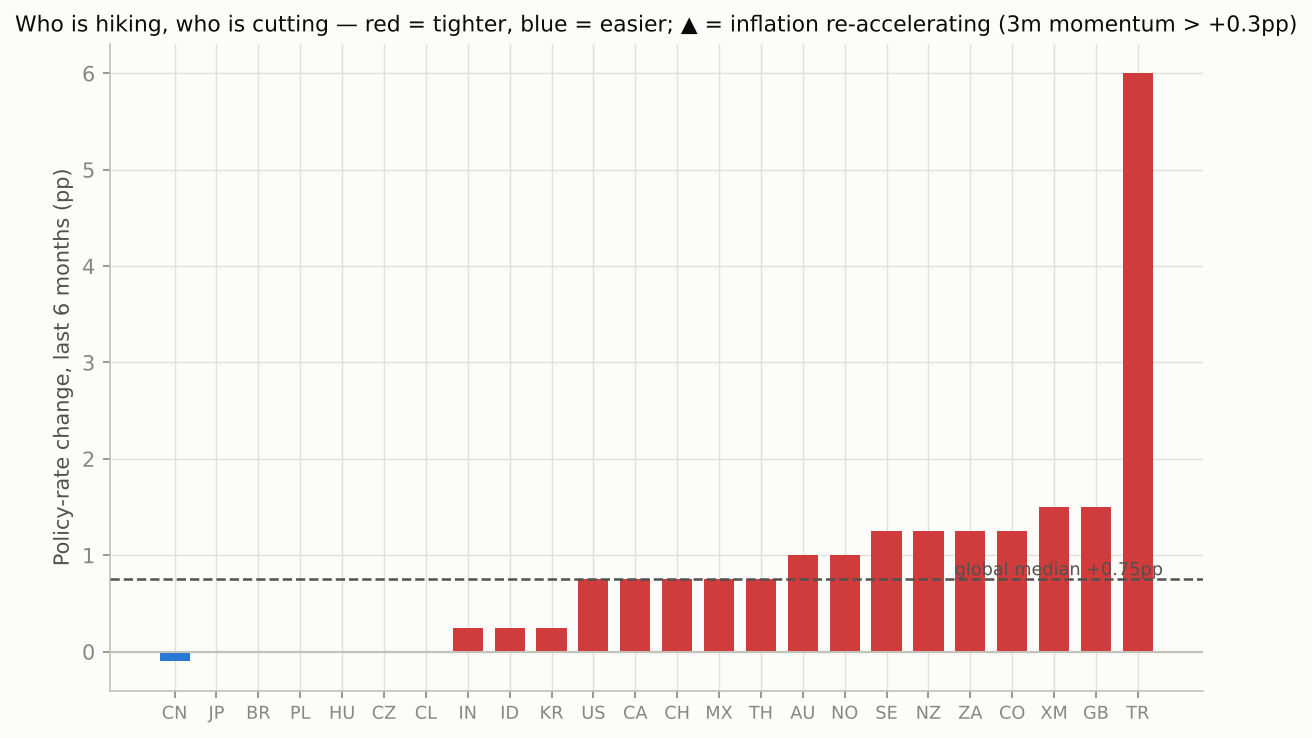 Who is hiking, who is cutting — red = tighter, blue = easier; ▲ = inflation re-accelerating (3m momentum > +0.3pp)
Policy-rate change, last 6 months (pp)
6
5
4
3
2
1
0
global median +0.75pp
CN JP BR PL HU CZ CL IN ID KR US CA CH MX TH AU NO SE NZ ZA CO XM GB TR